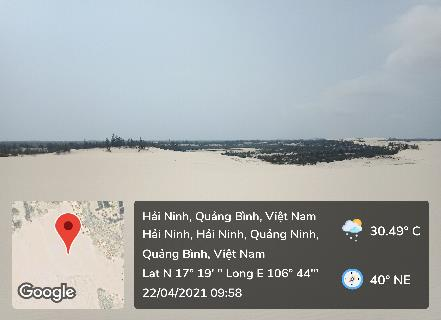 Hải Ninh, Quảng Bình, Việt Nam
Hải Ninh, Hải Ninh, Quảng Ninh,
Quảng Bình, Việt Nam
Lat N 17° 19' '' Long E 106° 44'''
22/04/2021 09:58
30.49° C
40° NE
Google